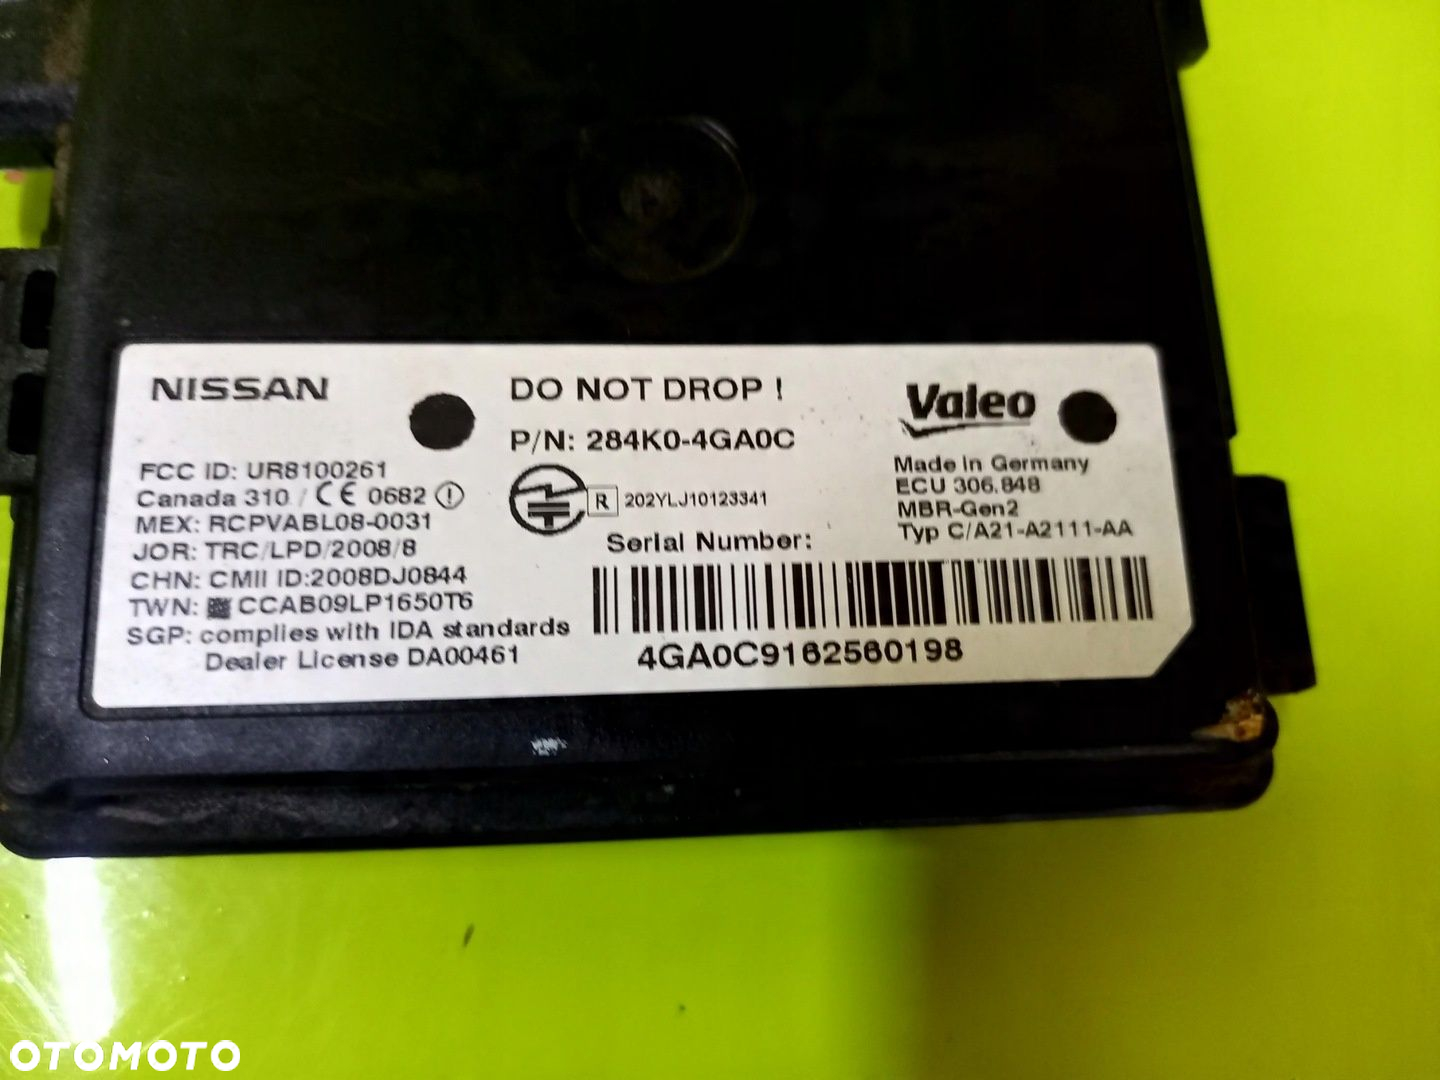 NISSAN
DO NOT DROP !
P/N: 284K0-4GA0C
Valeo
FCC ID: UR8100261
Canada 310 / CE 0682
MEX: RCPVABL08-0031
JOR: TRC/LPD/2008/8
CHN: CMII ID:2008DJ0844
TWN: CCAB09LP1650T6
SGP: complies with IDA standards
Dealer License DA00461
R 202YLJ10123341
Serial Number:
4GA0C9162560198
Made in Germany
ECU 306.848
MBR-Gen2
Typ C/A21-A2111-AA
OTOMOTO